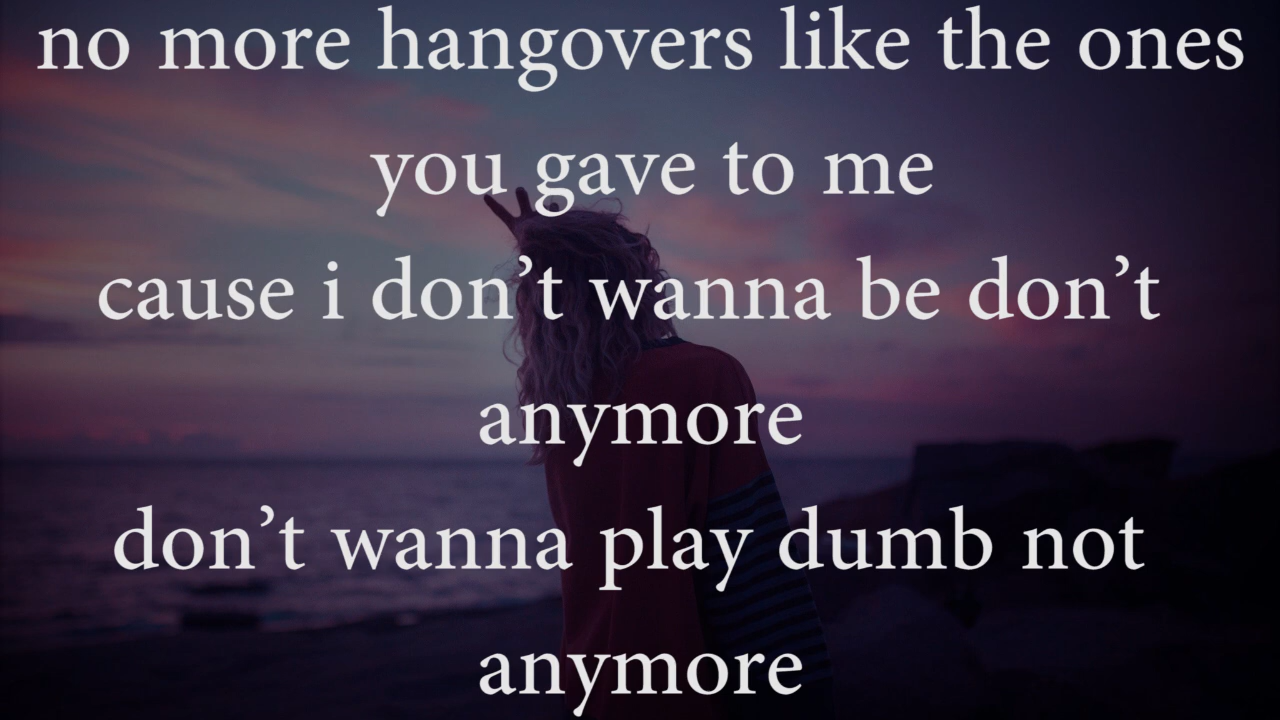 no more hangovers like the ones
you gave to me
cause i don’t wanna be don’t
anymore
don’t wanna play dumb not
anymore